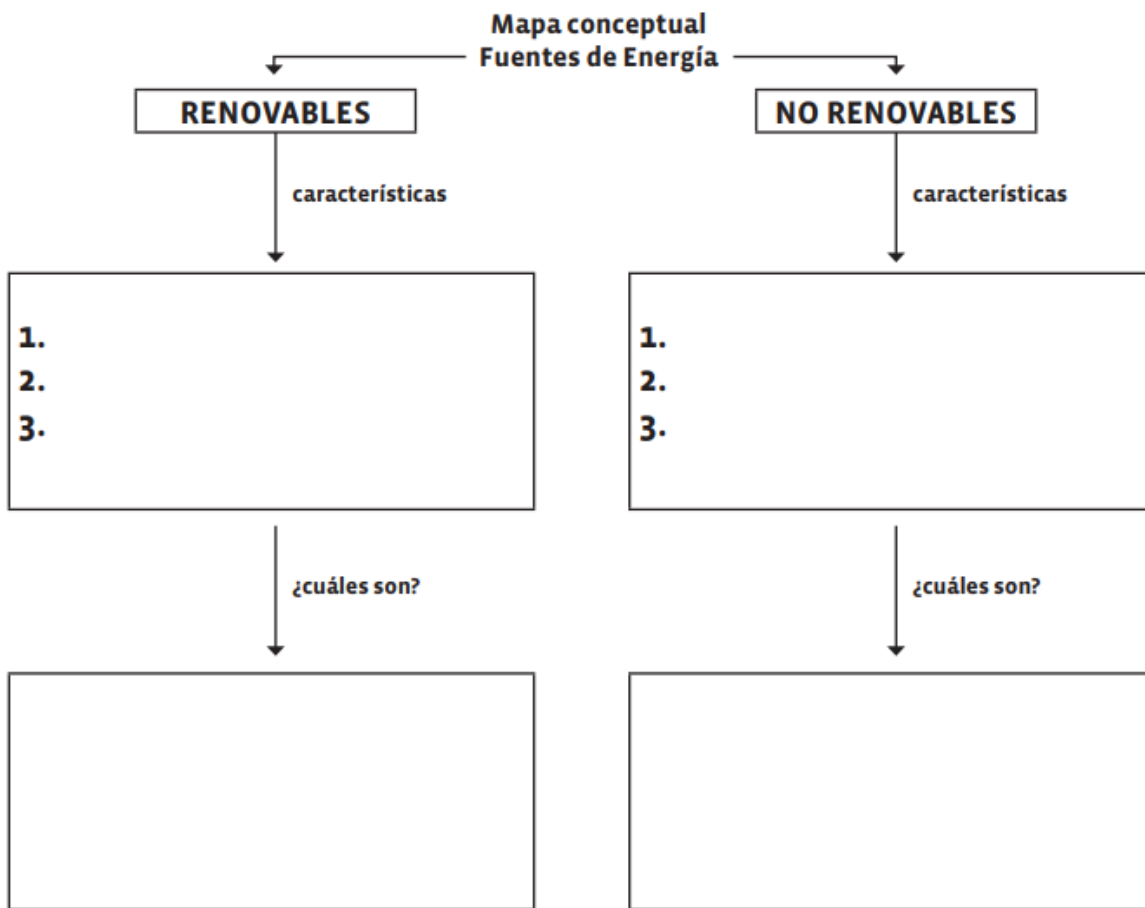 Mapa conceptual
Fuentes de Energía
RENOVABLES
NO RENOVABLES
características
características
1.
2.
3.
1.
2.
3.
¿cuáles son?
¿cuáles son?